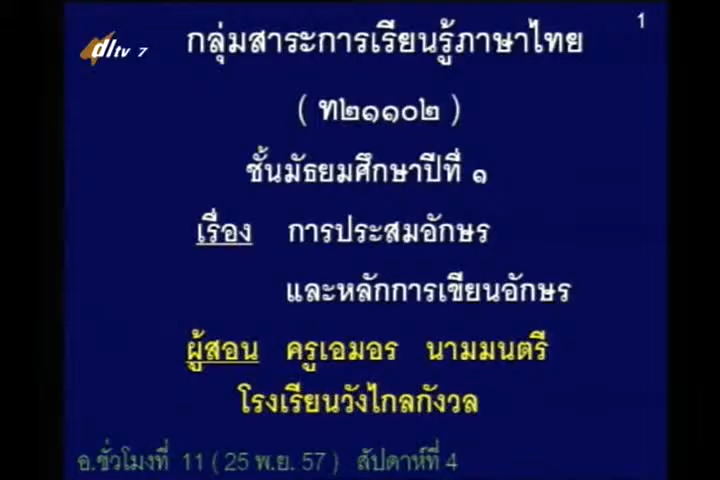 1
dltv 7
กลุ่มสาระการเรียนรู้ภาษาไทย
( ท๒๑๑๐๒ )
ชั้นมัธยมศึกษาปีที่ ๑
เรื่อง การประสมอักษร
และหลักการเขียนอักษร
ผู้สอน ครูเอมอร นามมนตรี
โรงเรียนวังไกลกังวล
อ.ชั่วโมงที่ 11 ( 25 พ.ย. 57 ) สัปดาห์ที่ 4